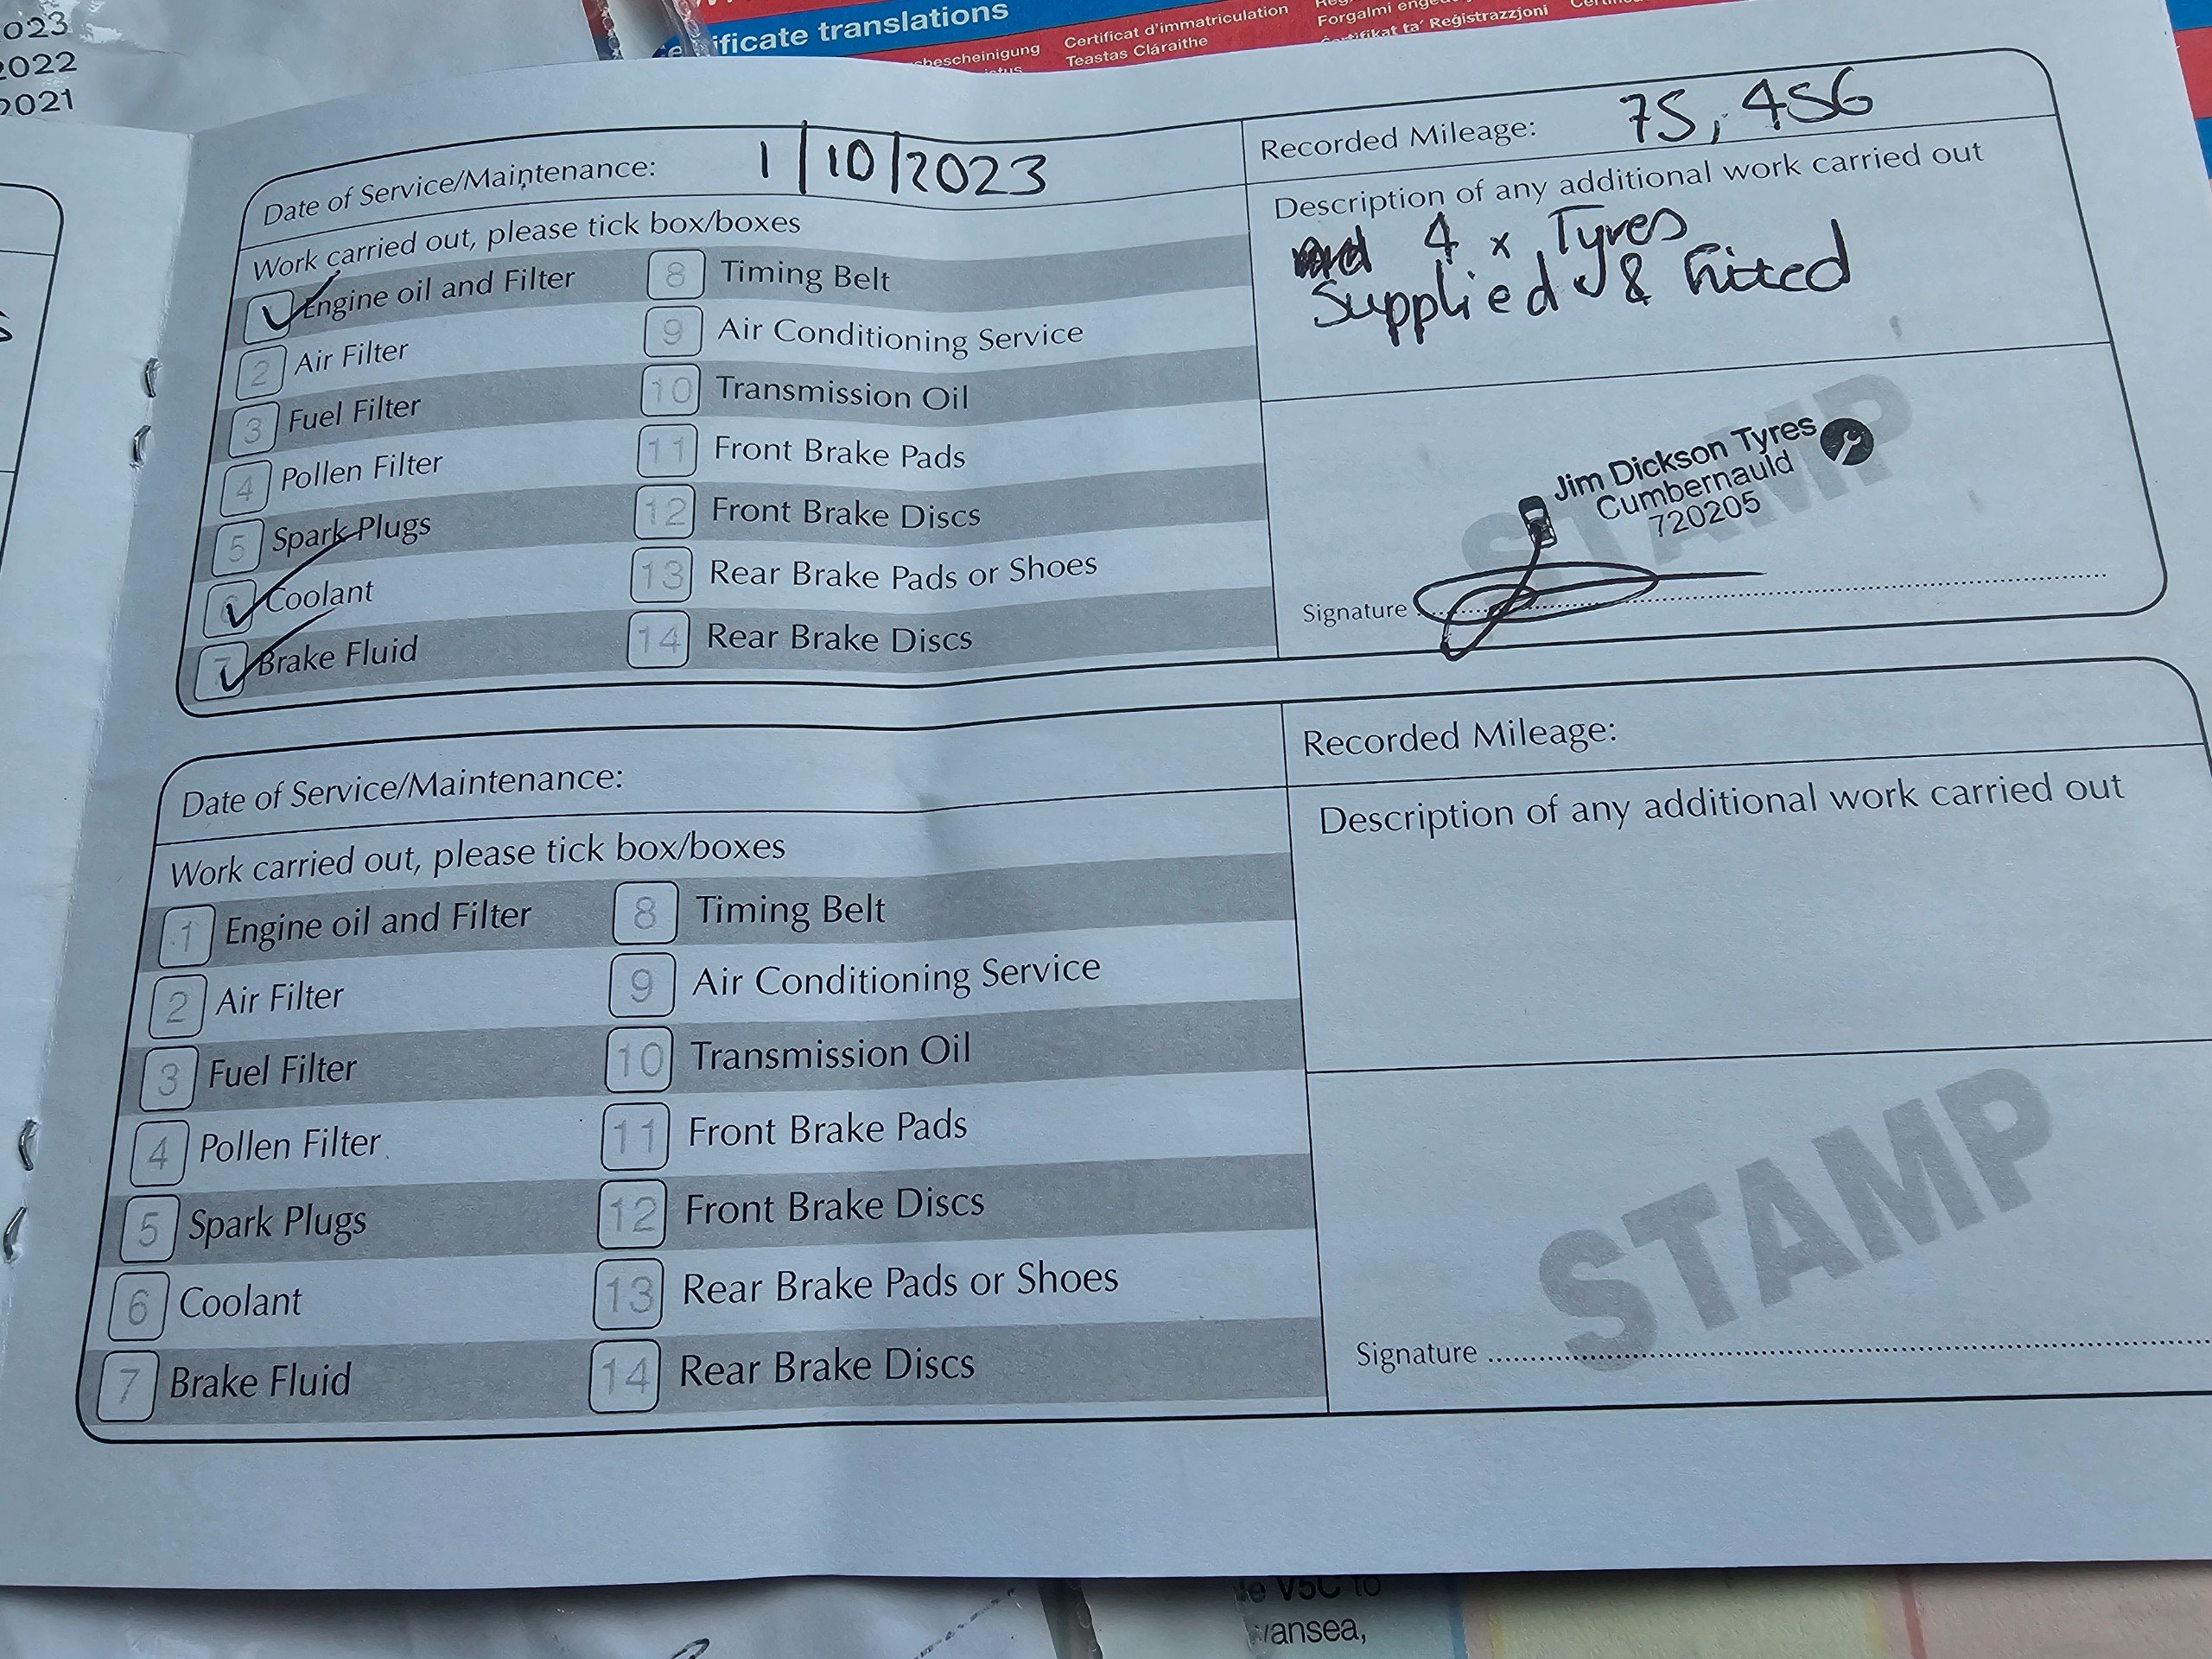 023
2022
2021
ificate translations
bescheinigung
Certificat d'immatriculation
Teastas Cláraithe
Ċertifikat ta' Reġistrazzjoni
Date of Service/Maintenance: 1/10/2023
Recorded Mileage: 75,456
Work carried out, please tick box/boxes
Description of any additional work carried out
4 x Tyres
Supplied & fitted
Engine oil and Filter
8 Timing Belt
2 Air Filter
9 Air Conditioning Service
3 Fuel Filter
10 Transmission Oil
4 Pollen Filter
11 Front Brake Pads
5 Spark Plugs
12 Front Brake Discs
6 Coolant
13 Rear Brake Pads or Shoes
7 Brake Fluid
14 Rear Brake Discs
STAMP
Jim Dickson Tyres
Cumbernauld
720205
Signature
Date of Service/Maintenance:
Recorded Mileage:
Work carried out, please tick box/boxes
Description of any additional work carried out
1 Engine oil and Filter
8 Timing Belt
2 Air Filter
9 Air Conditioning Service
3 Fuel Filter
10 Transmission Oil
4 Pollen Filter
11 Front Brake Pads
5 Spark Plugs
12 Front Brake Discs
6 Coolant
13 Rear Brake Pads or Shoes
7 Brake Fluid
14 Rear Brake Discs
STAMP
Signature
V5C to
ansea,